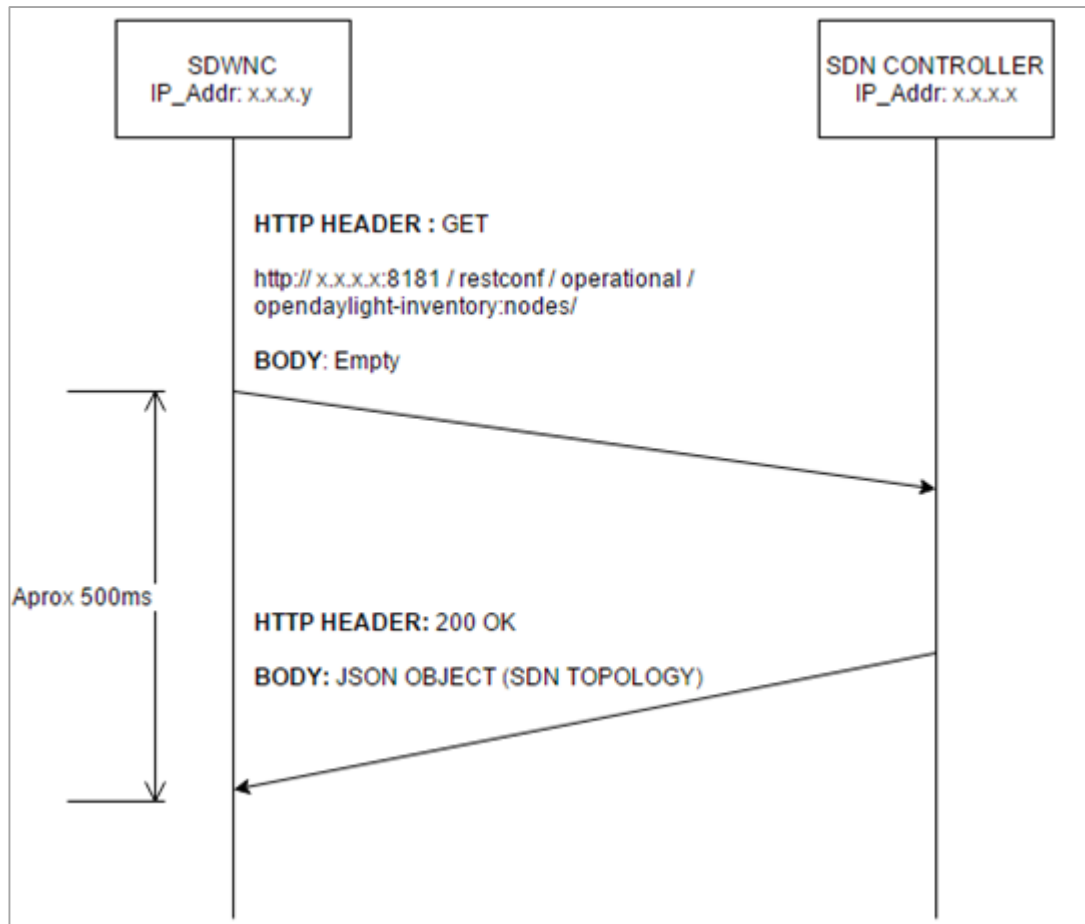 SDWNC
IP_Addr: x.x.x.y
SDN CONTROLLER
IP_Addr: x.x.x.x
HTTP HEADER : GET
http:// x.x.x.x:8181 / restconf / operational /
opendaylight-inventory:nodes/
BODY: Empty
Aprox 500ms
HTTP HEADER: 200 OK
BODY: JSON OBJECT (SDN TOPOLOGY)